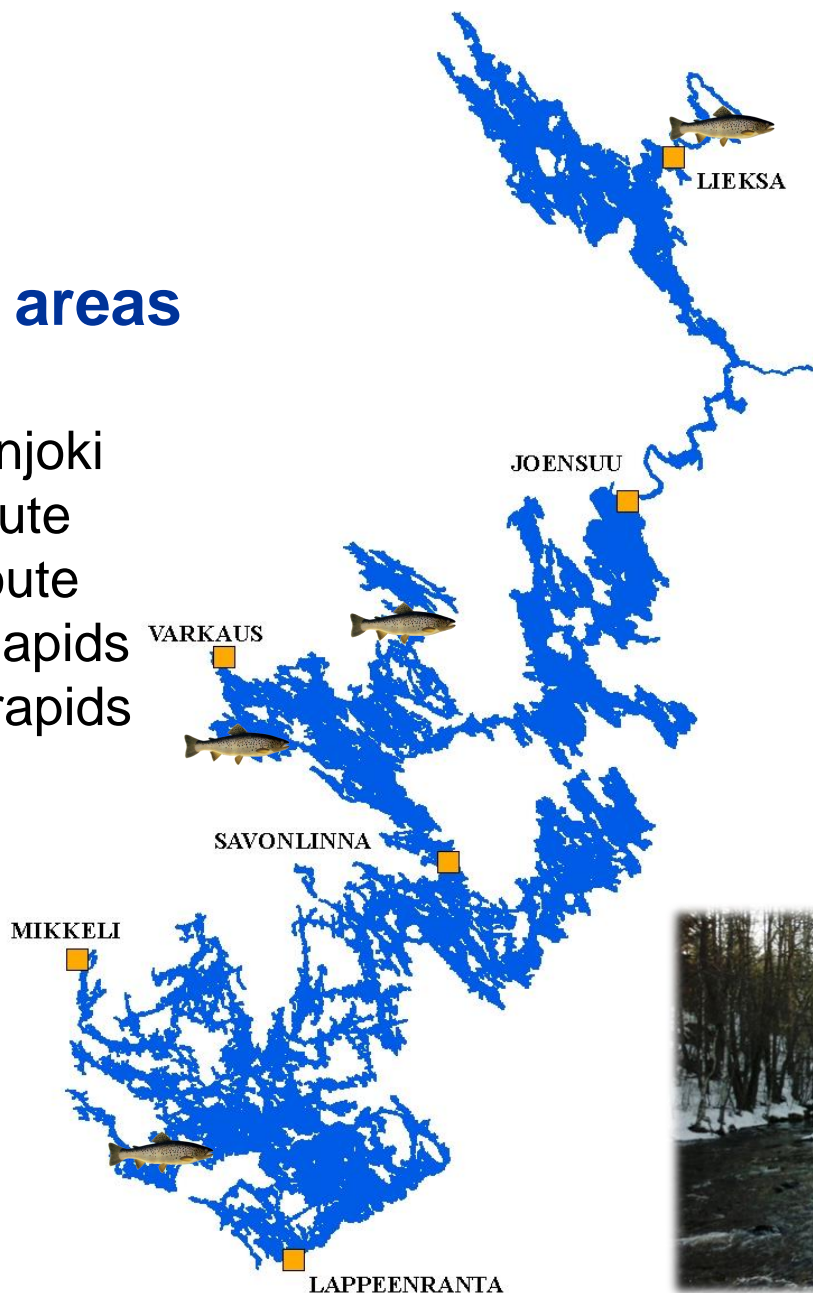 areas
njoki
ute
oute
apids
rapids
LIEKSA
JOENSUU
VARKAUS
SAVONLINNA
MIKKELI
LAPPEENRANTA